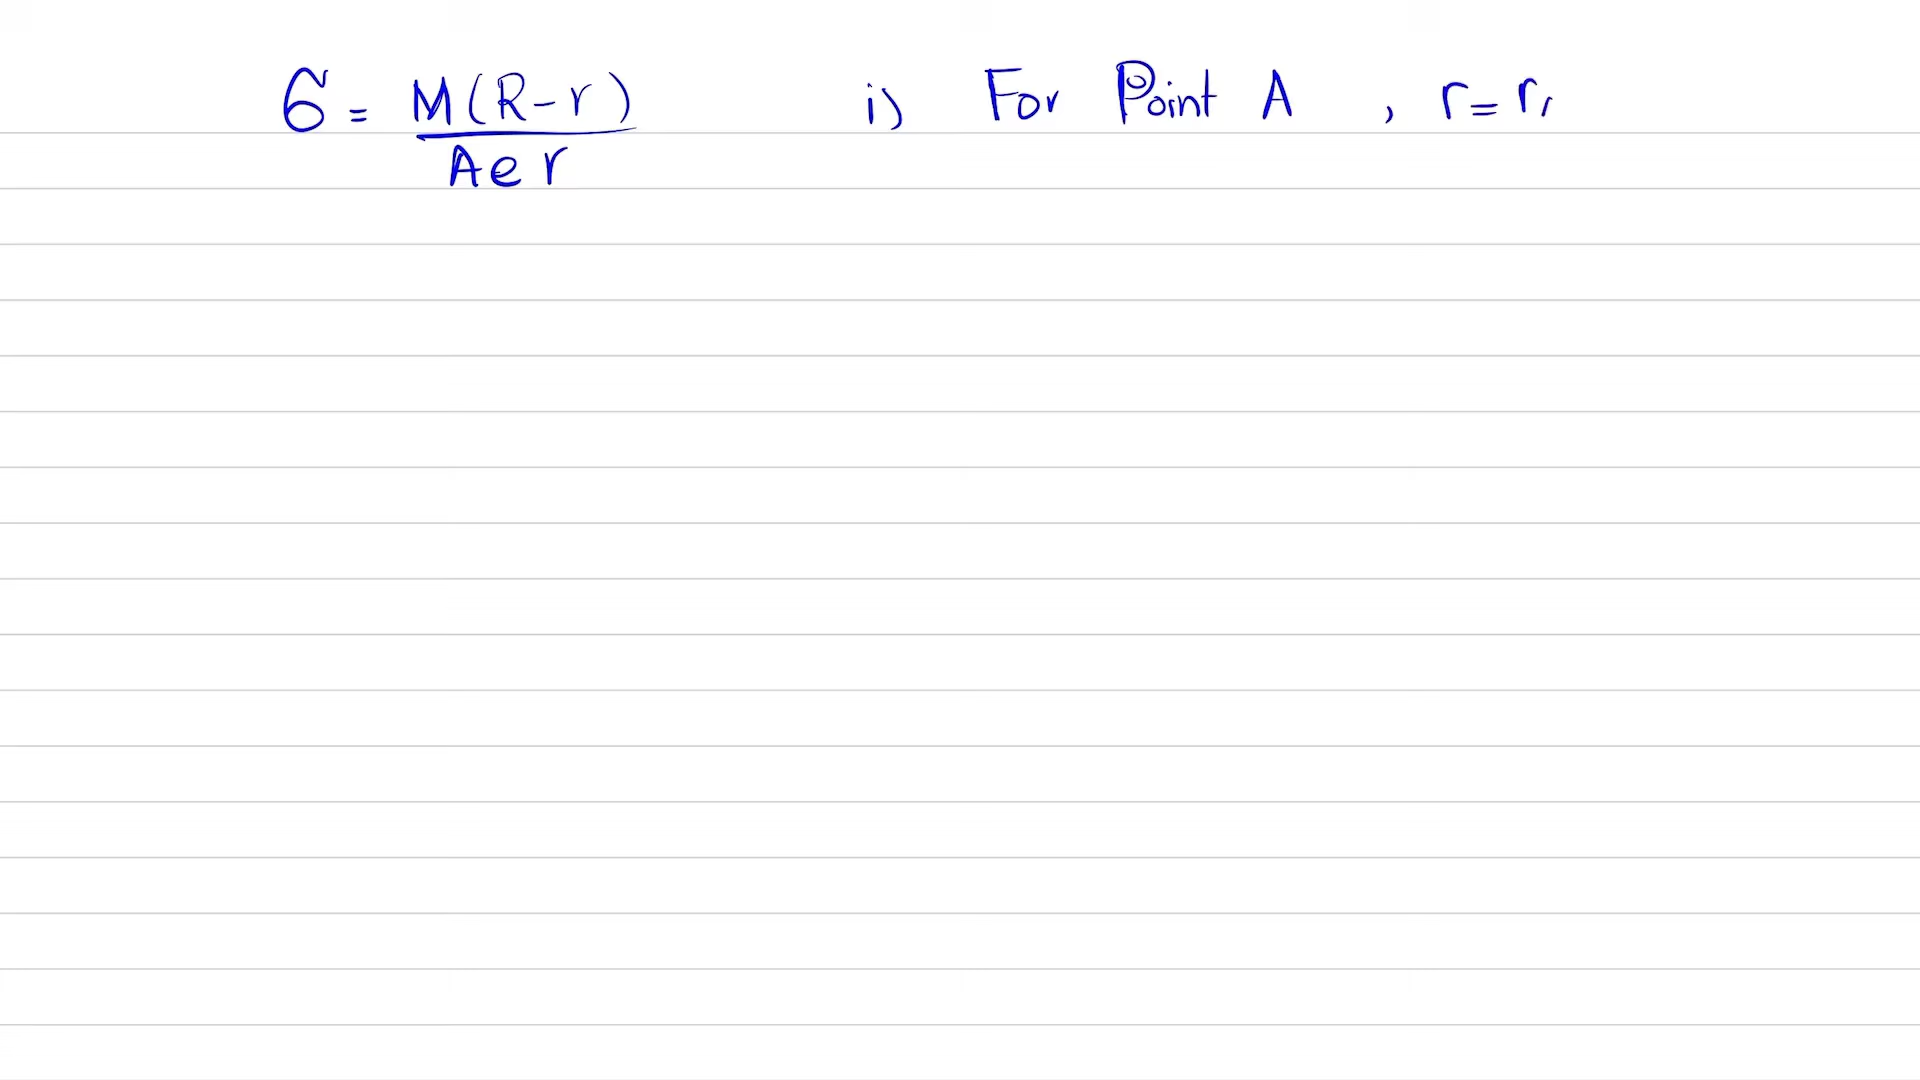 σ = M(R-r) / Aer i) For Point A , r = r₁